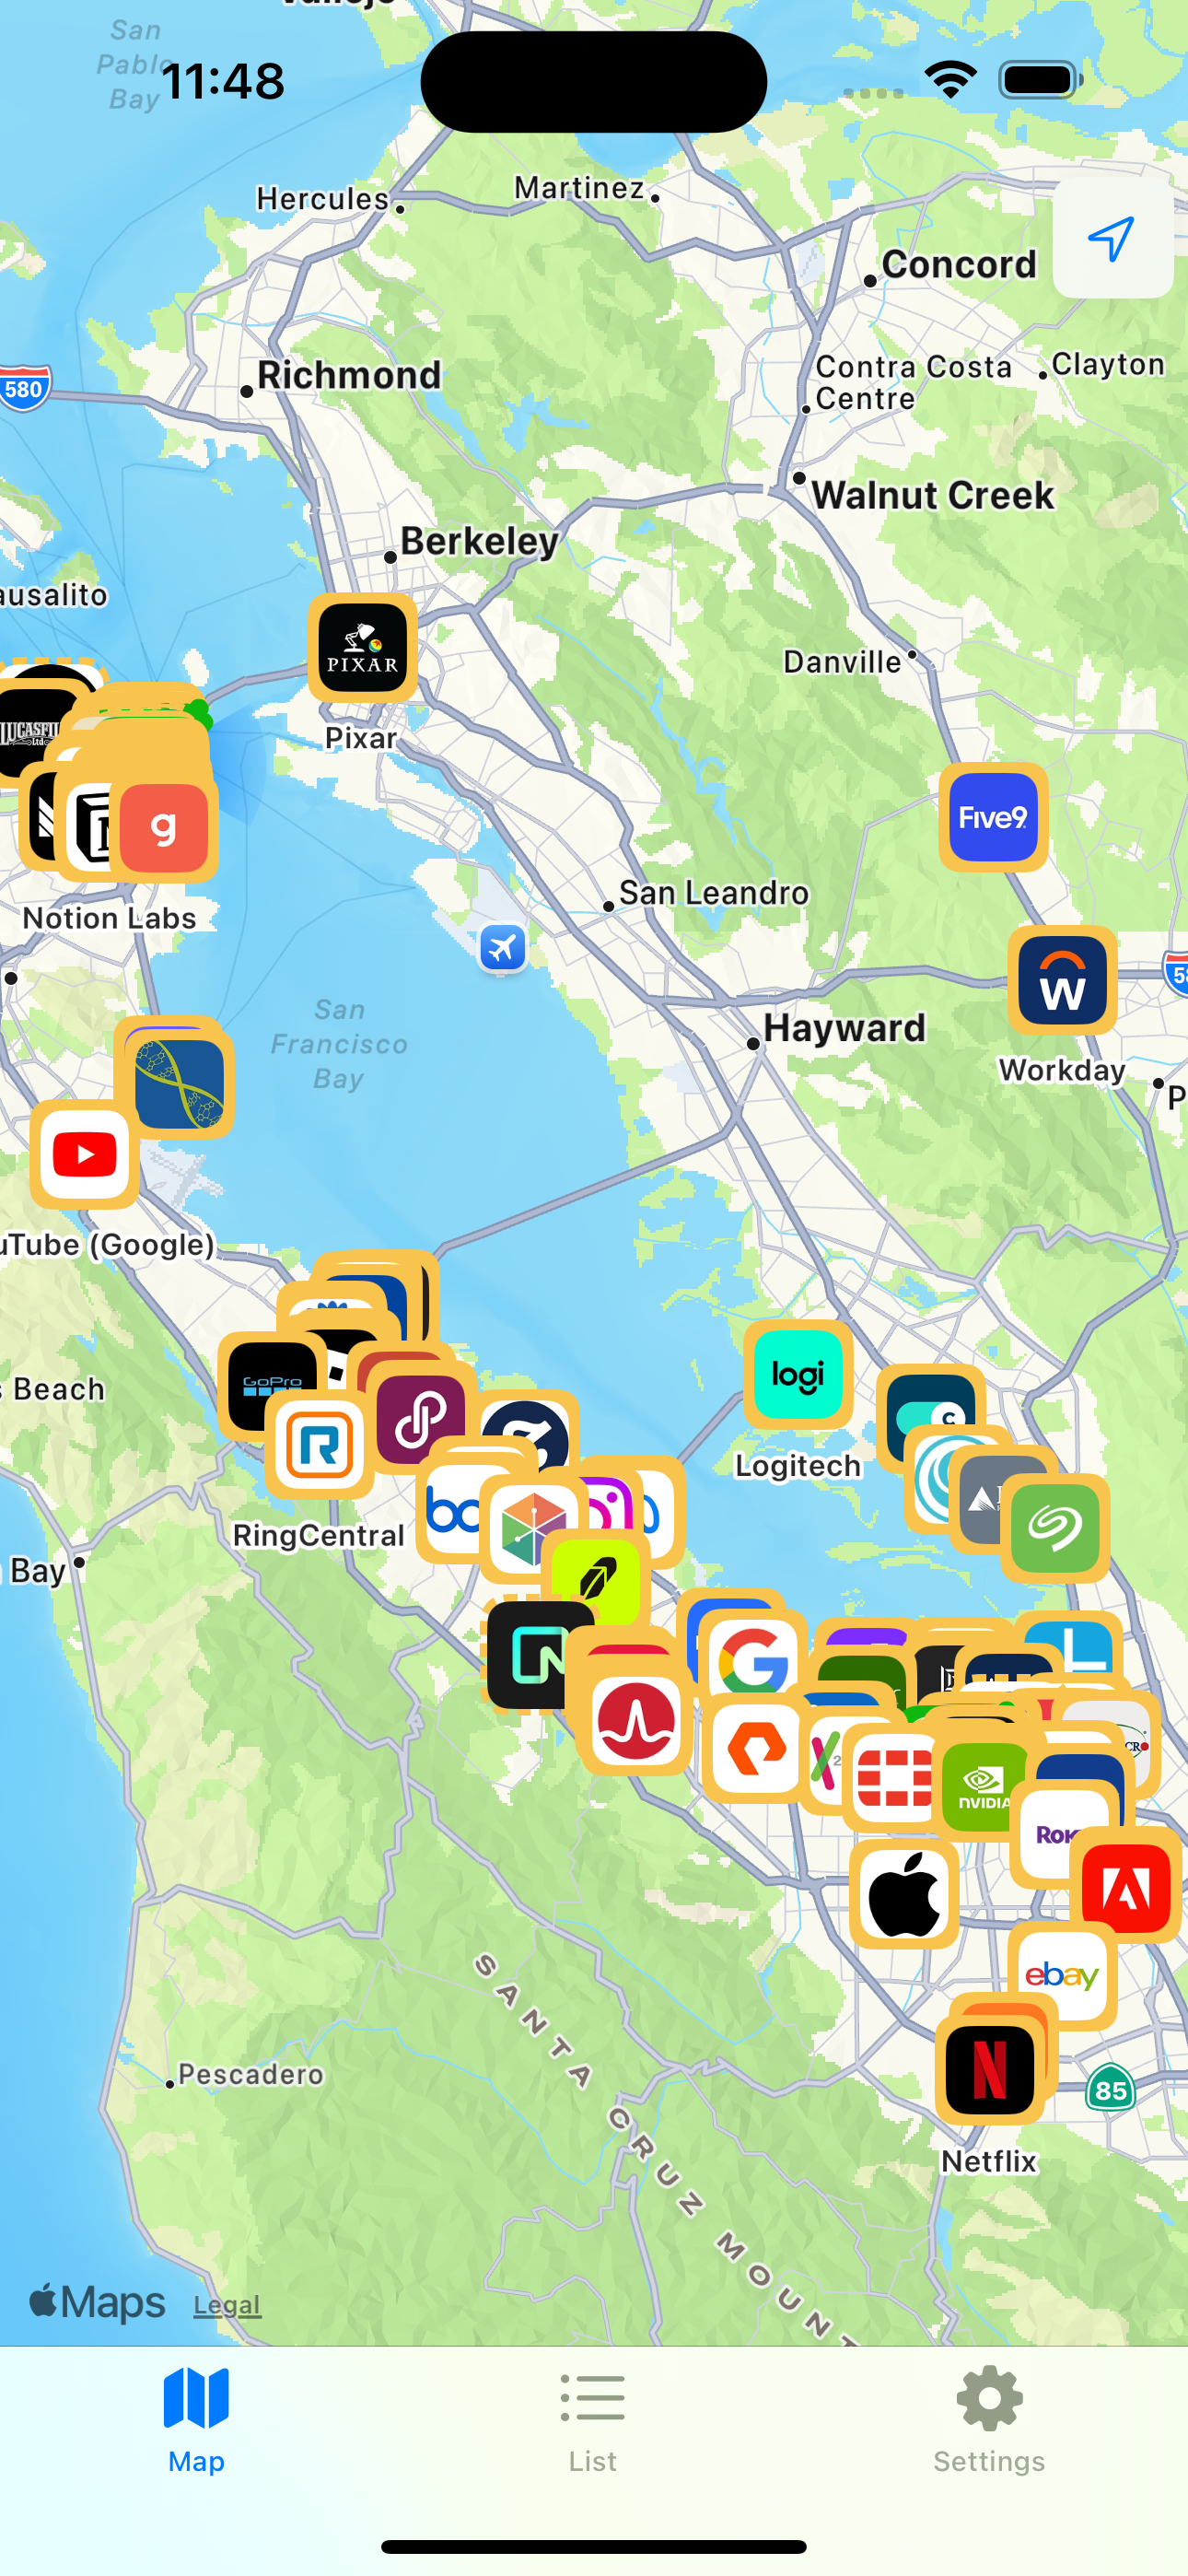 San
Pablo
Bay
11:48
Hercules
Martinez
Concord
Contra Costa
Centre
Clayton
580
Richmond
Walnut Creek
Berkeley
ausalito
PIXAR
Danville
Pixar
Five9
g
San Leandro
Notion Labs
W
San
Francisco
Bay
Hayward
Workday
P
uTube (Google)
logi
s Beach
GoPro
R
Logitech
RingCentral
Bay
G
NVIDIA
ebay
N
85
Pescadero
Netflix
SANTA CRUZ MOUNT
Maps
Legal
Map
List
Settings